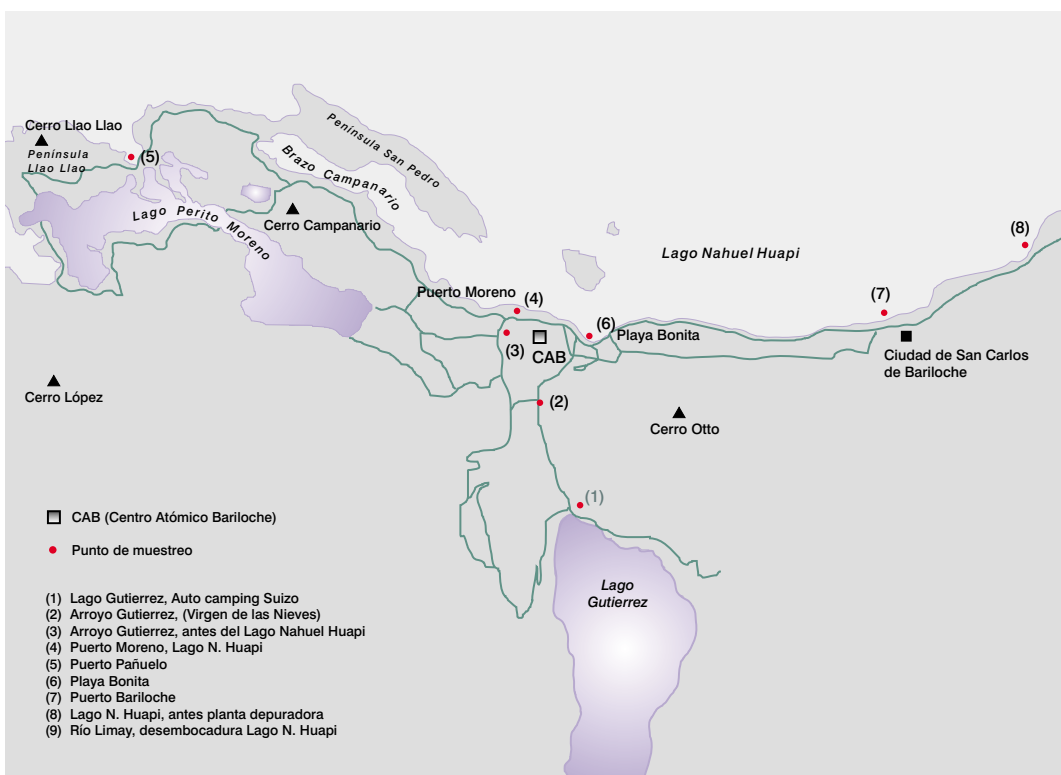 Cerro Llao Llao
Península
Llao Llao
(5)
Península San Pedro
Brazo Campanario
Lago Perito Moreno
Cerro Campanario
Lago Nahuel Huapi
(8)
Puerto Moreno
(4)
(7)
(6)
Playa Bonita
(3)
CAB
Ciudad de San Carlos
de Bariloche
Cerro López
(2)
Cerro Otto
(1)
CAB (Centro Atómico Bariloche)
Punto de muestreo
Lago
Gutierrez
(1) Lago Gutierrez, Auto camping Suizo
(2) Arroyo Gutierrez, (Virgen de las Nieves)
(3) Arroyo Gutierrez, antes del Lago Nahuel Huapi
(4) Puerto Moreno, Lago N. Huapi
(5) Puerto Pañuelo
(6) Playa Bonita
(7) Puerto Bariloche
(8) Lago N. Huapi, antes planta depuradora
(9) Río Limay, desembocadura Lago N. Huapi